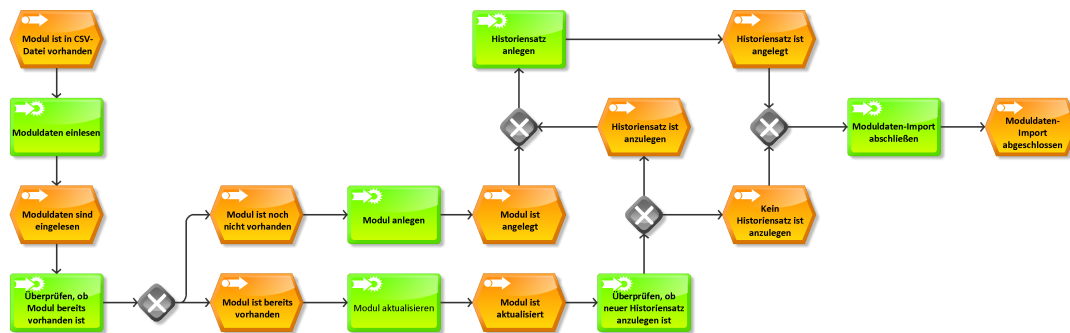 Modul ist in CSV-
Datei vorhanden
Moduldaten einlesen
Moduldaten sind
eingelesen
Überprüfen, ob
Modul bereits
vorhanden ist
Modul ist noch
nicht vorhanden
Modul anlegen
Modul ist
angelegt
Modul ist bereits
vorhanden
Modul aktualisieren
Modul ist
aktualisiert
Überprüfen, ob
neuer Historiensatz
anzulegen ist
Historiensatz ist
anzulegen
Kein
Historiensatz ist
anzulegen
Historiensatz
anlegen
Historiensatz ist
angelegt
Moduldaten-Import
abschließen
Moduldaten-
Import
abgeschlossen